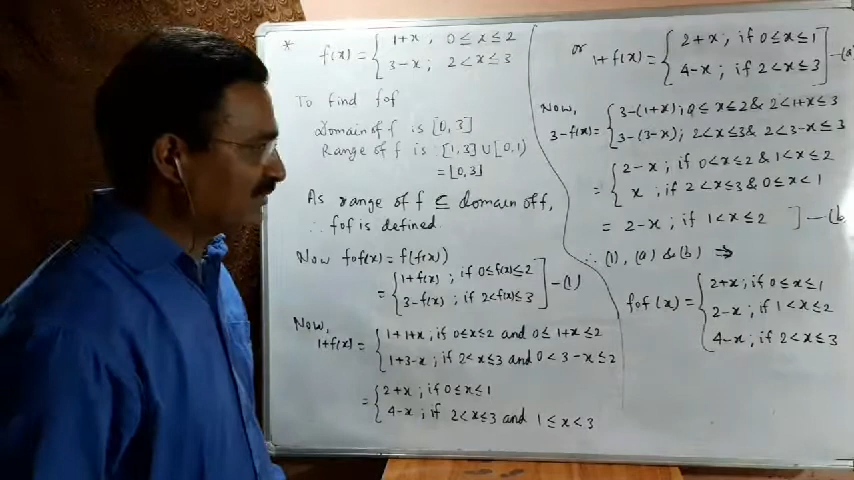 * f(x) = { 1+x , 0 ≤ x ≤ 2
3-x ; 2 < x ≤ 3
To find fof
Domain of f is [0, 3]
Range of f is [1, 3] U [0, 1)
= [0, 3]
As range of f ⊆ domain of f,
∴ fof is defined.
Now fof(x) = f(f(x))
= { 1+f(x) ; if 0≤f(x)≤2
3-f(x) ; if 2<f(x)≤3 ] — (1)
Now,
1+f(x) = { 1+1+x ; if 0≤x≤2 and 0≤ 1+x ≤2
1+3-x ; if 2<x≤3 and 0 < 3-x ≤ 2
= { 2+x ; if 0≤x≤1
4-x ; if 2<x≤3 and 1 ≤ x < 3
or 1+f(x) = { 2+x ; if 0≤x≤1
4-x ; if 2<x≤3 ] — (a
Now,
3-f(x) = { 3-(1+x) ; 0≤ x≤2 & 2<1+x≤3
3-(3-x) ; 2<x≤3 & 2<3-x≤3
= { 2-x ; if 0<x≤2 & 1<x≤2
x ; if 2<x≤3 & 0≤x<1
= 2-x ; if 1<x≤2 ] — (b
∴ (1), (a) & (b) ⇒
fof (x) = { 2+x ; if 0≤x≤1
2-x ; if 1<x≤2
4-x ; if 2<x≤3